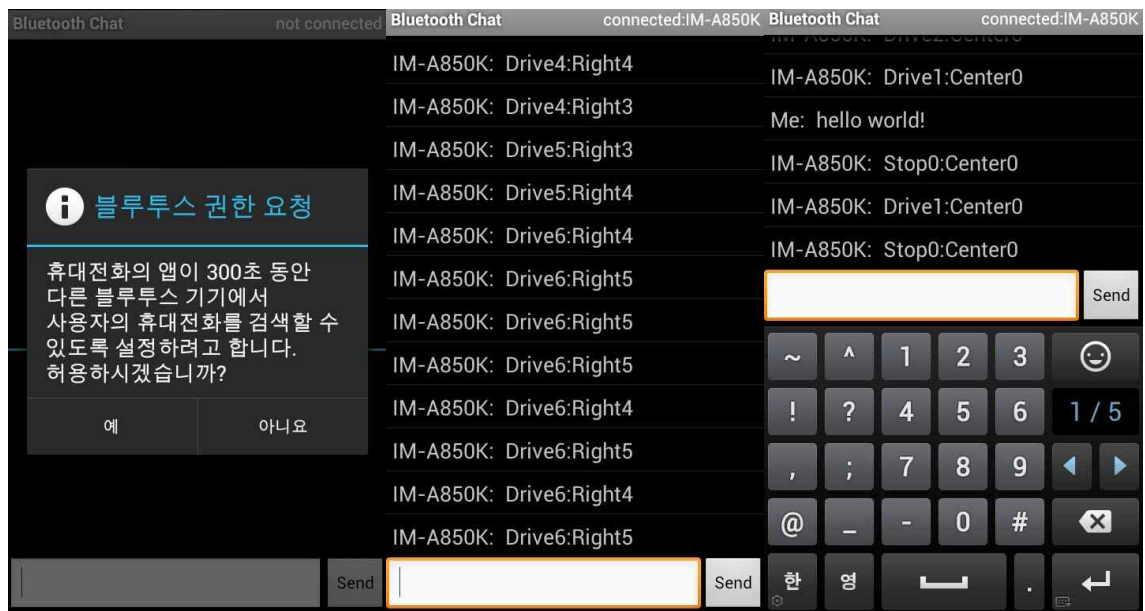 Bluetooth Chat not connected
블루투스 권한 요청
휴대전화의 앱이 300초 동안
다른 블루투스 기기에서
사용자의 휴대전화를 검색할 수
있도록 설정하려고 합니다.
허용하시겠습니까?
예 아니요
Send
Bluetooth Chat connected:IM-A850K
IM-A850K: Drive4:Right4
IM-A850K: Drive4:Right3
IM-A850K: Drive5:Right3
IM-A850K: Drive5:Right4
IM-A850K: Drive6:Right4
IM-A850K: Drive6:Right5
IM-A850K: Drive6:Right5
IM-A850K: Drive6:Right5
IM-A850K: Drive6:Right4
IM-A850K: Drive6:Right5
IM-A850K: Drive6:Right4
IM-A850K: Drive6:Right5
Send
Bluetooth Chat connected:IM-A850K
IM-A850K: Drive2:Center0
IM-A850K: Drive1:Center0
Me: hello world!
IM-A850K: Stop0:Center0
IM-A850K: Drive1:Center0
IM-A850K: Stop0:Center0
Send
~ ^ 1 2 3
! ? 4 5 6 1 / 5
, ; 7 8 9
@ _ - 0 #
한 영 .